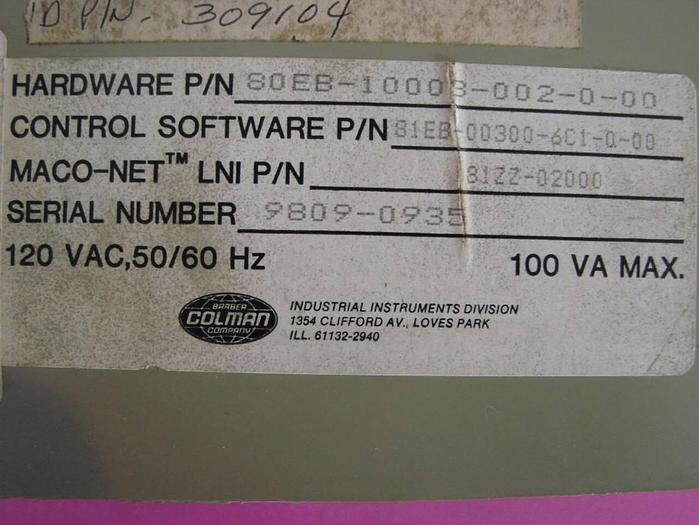 ID P/N. 309104
HARDWARE P/N 80EB-10003-002-0-00
CONTROL SOFTWARE P/N 81EB-00300-6C1-0-00
MACO-NET™ LNI P/N 81ZZ-02000
SERIAL NUMBER 9809-0935
120 VAC,50/60 Hz 100 VA MAX.
BARBER
COLMAN
COMPANY
INDUSTRIAL INSTRUMENTS DIVISION
1354 CLIFFORD AV., LOVES PARK
ILL. 61132-2940